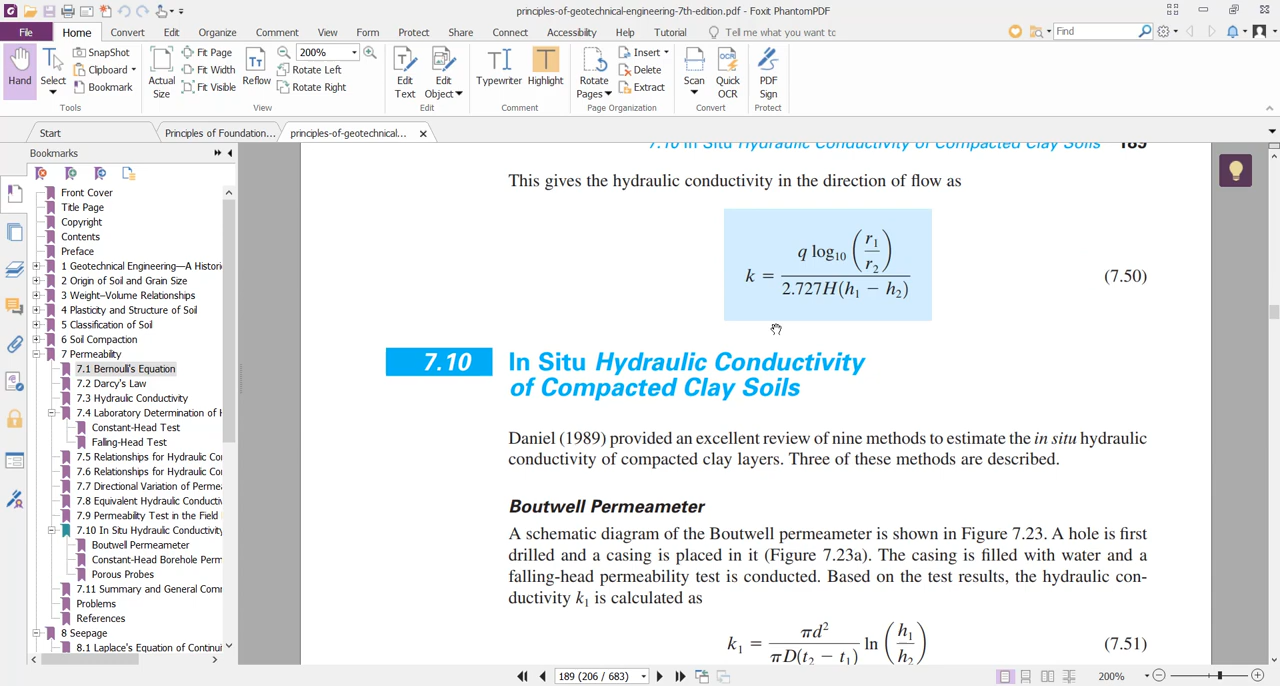 principles-of-geotechnical-engineering-7th-edition.pdf - Foxit PhantomPDF
File Home Convert Edit Organize Comment View Form Protect Share Connect Accessibility Help Tutorial Tell me what you want tc Find
SnapShot
Clipboard
Bookmark
Hand
Select
Tools
Actual Size
Fit Page
Fit Width
Fit Visible
Reflow
200%
Rotate Left
Rotate Right
View
Edit Text
Edit Object
Edit
Typewriter
Highlight
Comment
Rotate Pages
Insert
Delete
Extract
Page Organization
Scan
Quick OCR
Convert
PDF Sign
Protect
Start
Principles of Foundation...
principles-of-geotechnical...
Bookmarks
Front Cover
Title Page
Copyright
Contents
Preface
1 Geotechnical Engineering—A Histori
2 Origin of Soil and Grain Size
3 Weight–Volume Relationships
4 Plasticity and Structure of Soil
5 Classification of Soil
6 Soil Compaction
7 Permeability
7.1 Bernoulli's Equation
7.2 Darcy's Law
7.3 Hydraulic Conductivity
7.4 Laboratory Determination of H
Constant-Head Test
Falling-Head Test
7.5 Relationships for Hydraulic Cor
7.6 Relationships for Hydraulic Cor
7.7 Directional Variation of Permea
7.8 Equivalent Hydraulic Conductiv
7.9 Permeability Test in the Field
7.10 In Situ Hydraulic Conductivity
Boutwell Permeameter
Constant-Head Borehole Perm
Porous Probes
7.11 Summary and General Comm
Problems
References
8 Seepage
8.1 Laplace's Equation of Continui
7.10 In Situ Hydraulic Conductivity of Compacted Clay Soils 189
This gives the hydraulic conductivity in the direction of flow as
k = q log₁₀ (r₁/r₂) / 2.727H(h₁ − h₂) (7.50)
7.10 In Situ Hydraulic Conductivity
of Compacted Clay Soils
Daniel (1989) provided an excellent review of nine methods to estimate the in situ hydraulic
conductivity of compacted clay layers. Three of these methods are described.
Boutwell Permeameter
A schematic diagram of the Boutwell permeameter is shown in Figure 7.23. A hole is first
drilled and a casing is placed in it (Figure 7.23a). The casing is filled with water and a
falling-head permeability test is conducted. Based on the test results, the hydraulic con-
ductivity k₁ is calculated as
k₁ = πd² / πD(t₂ − t₁) ln (h₁/h₂) (7.51)
189 (206 / 683)
200%